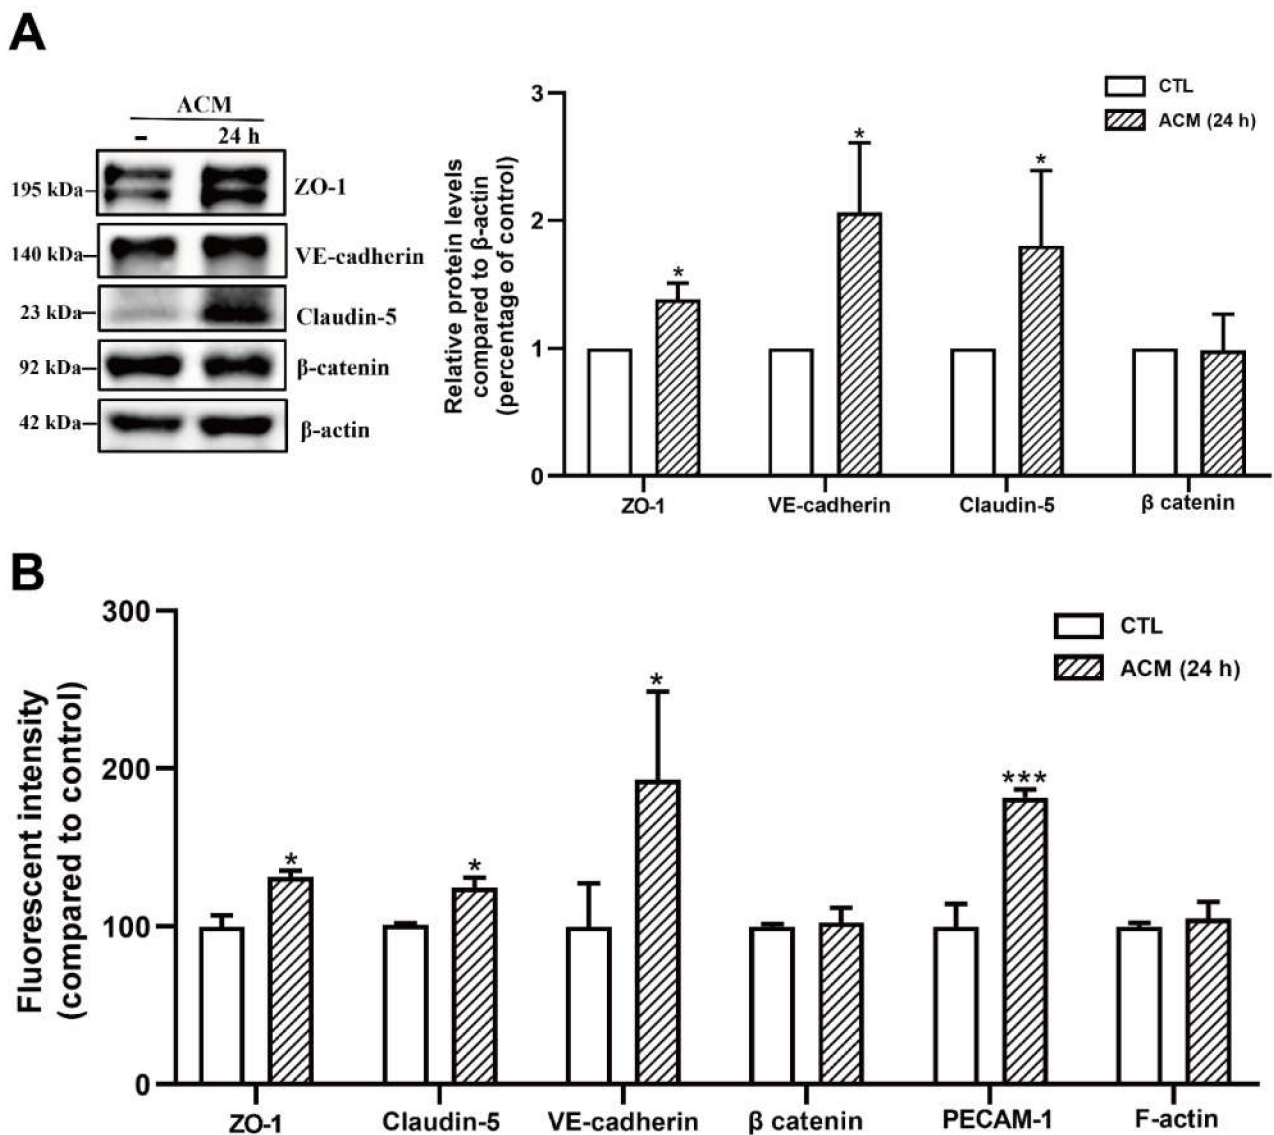 A
ACM
–
24 h
195 kDa
ZO-1
140 kDa
VE-cadherin
23 kDa
Claudin-5
92 kDa
β-catenin
42 kDa
β-actin
Relative protein levels
compared to β-actin
(percentage of control)
3
2
1
0
*
*
*
CTL
ACM (24 h)
ZO-1
VE-cadherin
Claudin-5
β catenin
B
Fluorescent intensity
(compared to control)
300
200
100
0
*
*
*
***
CTL
ACM (24 h)
ZO-1
Claudin-5
VE-cadherin
β catenin
PECAM-1
F-actin